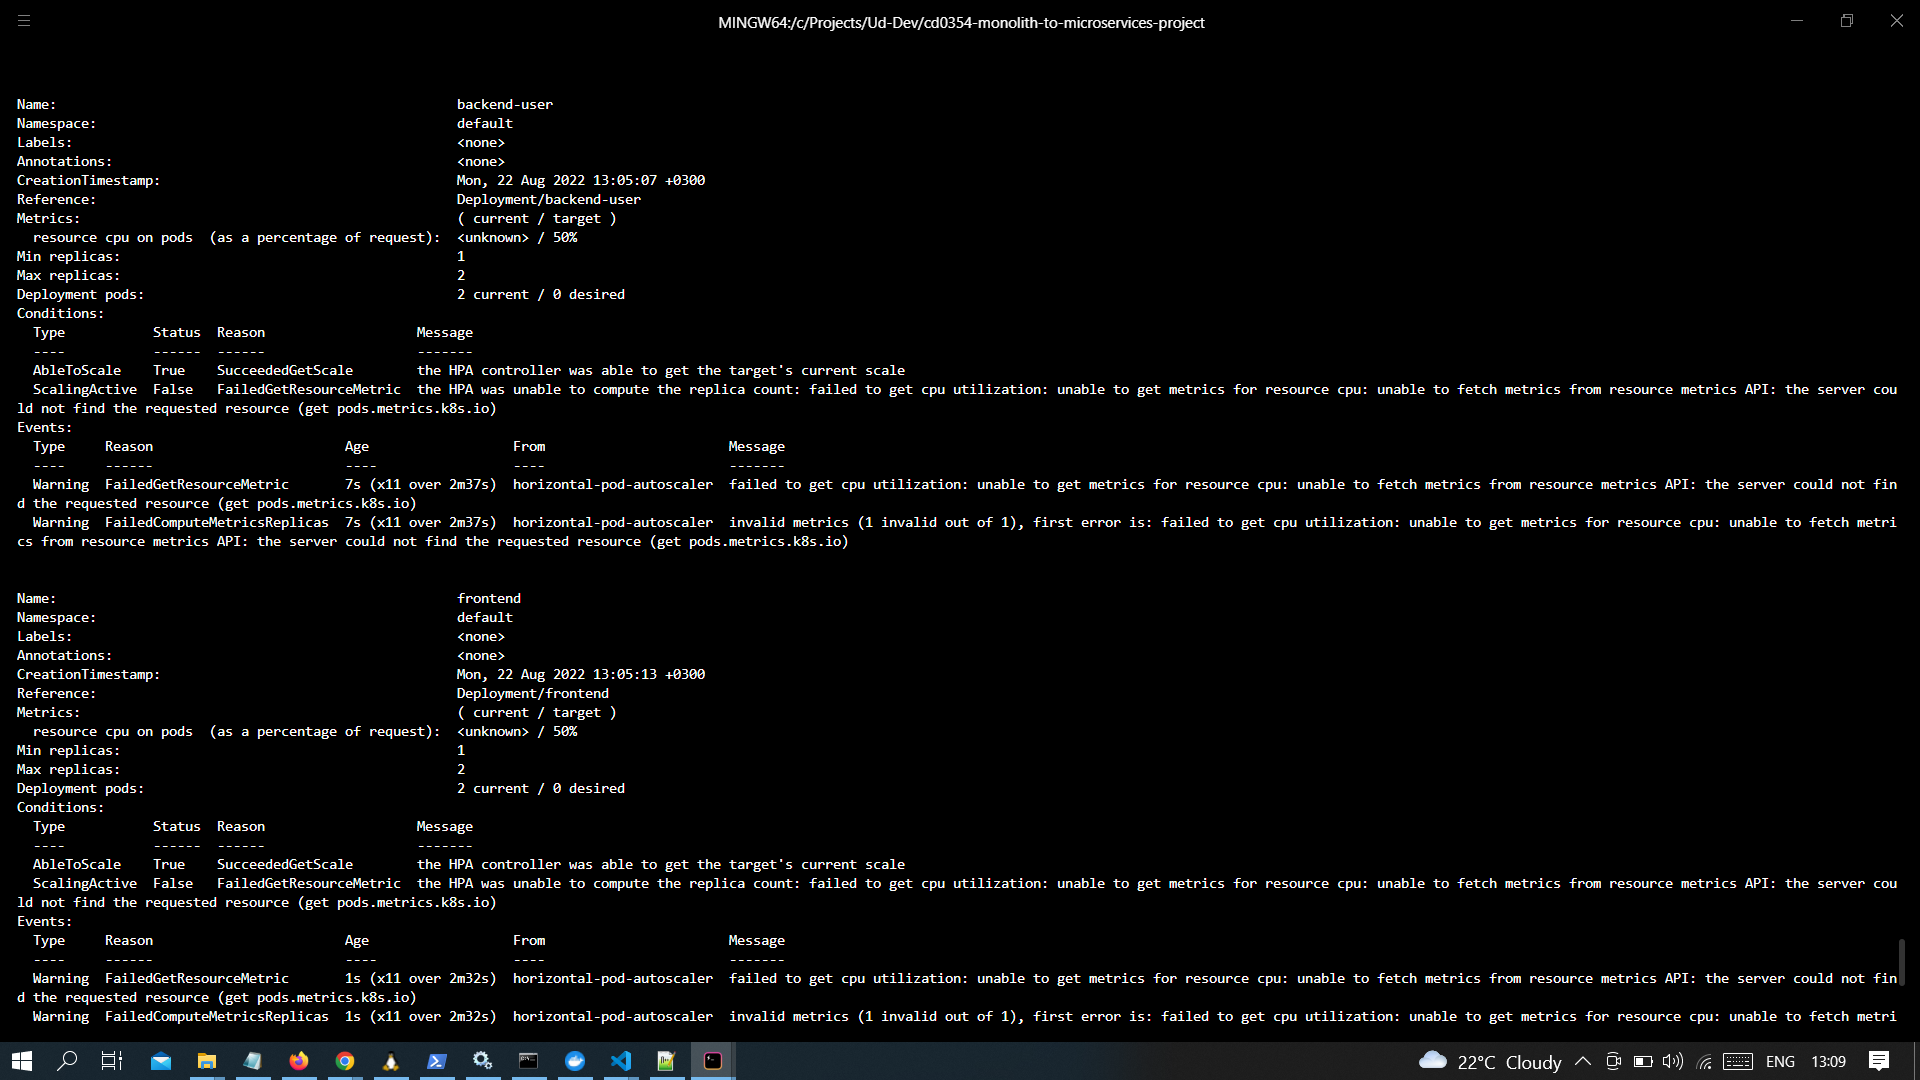 MINGW64:/c/Projects/Ud-Dev/cd0354-monolith-to-microservices-project
Name:                                                  backend-user
Namespace:                                             default
Labels:                                                <none>
Annotations:                                           <none>
CreationTimestamp:                                     Mon, 22 Aug 2022 13:05:07 +0300
Reference:                                             Deployment/backend-user
Metrics:                                               ( current / target )
  resource cpu on pods  (as a percentage of request):  <unknown> / 50%
Min replicas:                                          1
Max replicas:                                          2
Deployment pods:                                       2 current / 0 desired
Conditions:
  Type           Status  Reason                   Message
  ----           ------  ------                   -------
  AbleToScale    True    SucceededGetScale        the HPA controller was able to get the target's current scale
  ScalingActive  False   FailedGetResourceMetric  the HPA was unable to compute the replica count: failed to get cpu utilization: unable to get metrics for resource cpu: unable to fetch metrics from resource metrics API: the server cou
ld not find the requested resource (get pods.metrics.k8s.io)
Events:
  Type     Reason                        Age                  From                       Message
  ----     ------                        ----                 ----                       -------
  Warning  FailedGetResourceMetric       7s (x11 over 2m37s)  horizontal-pod-autoscaler  failed to get cpu utilization: unable to get metrics for resource cpu: unable to fetch metrics from resource metrics API: the server could not fin
d the requested resource (get pods.metrics.k8s.io)
  Warning  FailedComputeMetricsReplicas  7s (x11 over 2m37s)  horizontal-pod-autoscaler  invalid metrics (1 invalid out of 1), first error is: failed to get cpu utilization: unable to get metrics for resource cpu: unable to fetch metri
cs from resource metrics API: the server could not find the requested resource (get pods.metrics.k8s.io)
Name:                                                  frontend
Namespace:                                             default
Labels:                                                <none>
Annotations:                                           <none>
CreationTimestamp:                                     Mon, 22 Aug 2022 13:05:13 +0300
Reference:                                             Deployment/frontend
Metrics:                                               ( current / target )
  resource cpu on pods  (as a percentage of request):  <unknown> / 50%
Min replicas:                                          1
Max replicas:                                          2
Deployment pods:                                       2 current / 0 desired
Conditions:
  Type           Status  Reason                   Message
  ----           ------  ------                   -------
  AbleToScale    True    SucceededGetScale        the HPA controller was able to get the target's current scale
  ScalingActive  False   FailedGetResourceMetric  the HPA was unable to compute the replica count: failed to get cpu utilization: unable to get metrics for resource cpu: unable to fetch metrics from resource metrics API: the server cou
ld not find the requested resource (get pods.metrics.k8s.io)
Events:
  Type     Reason                        Age                  From                       Message
  ----     ------                        ----                 ----                       -------
  Warning  FailedGetResourceMetric       1s (x11 over 2m32s)  horizontal-pod-autoscaler  failed to get cpu utilization: unable to get metrics for resource cpu: unable to fetch metrics from resource metrics API: the server could not fin
d the requested resource (get pods.metrics.k8s.io)
  Warning  FailedComputeMetricsReplicas  1s (x11 over 2m32s)  horizontal-pod-autoscaler  invalid metrics (1 invalid out of 1), first error is: failed to get cpu utilization: unable to get metrics for resource cpu: unable to fetch metri
22°C Cloudy ENG 13:09